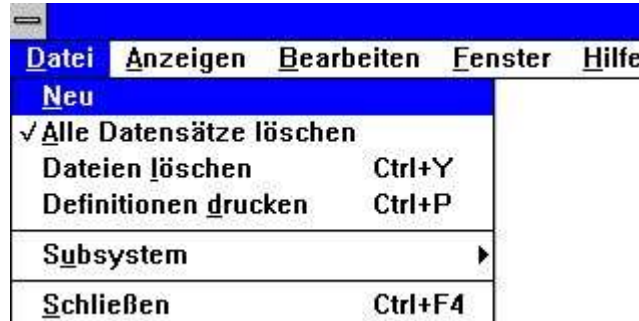 Datei Anzeigen Bearbeiten Fenster Hilfe
Neu
✓ Alle Datensätze löschen
Dateien löschen Ctrl+Y
Definitionen drucken Ctrl+P
Subsystem
Schließen Ctrl+F4